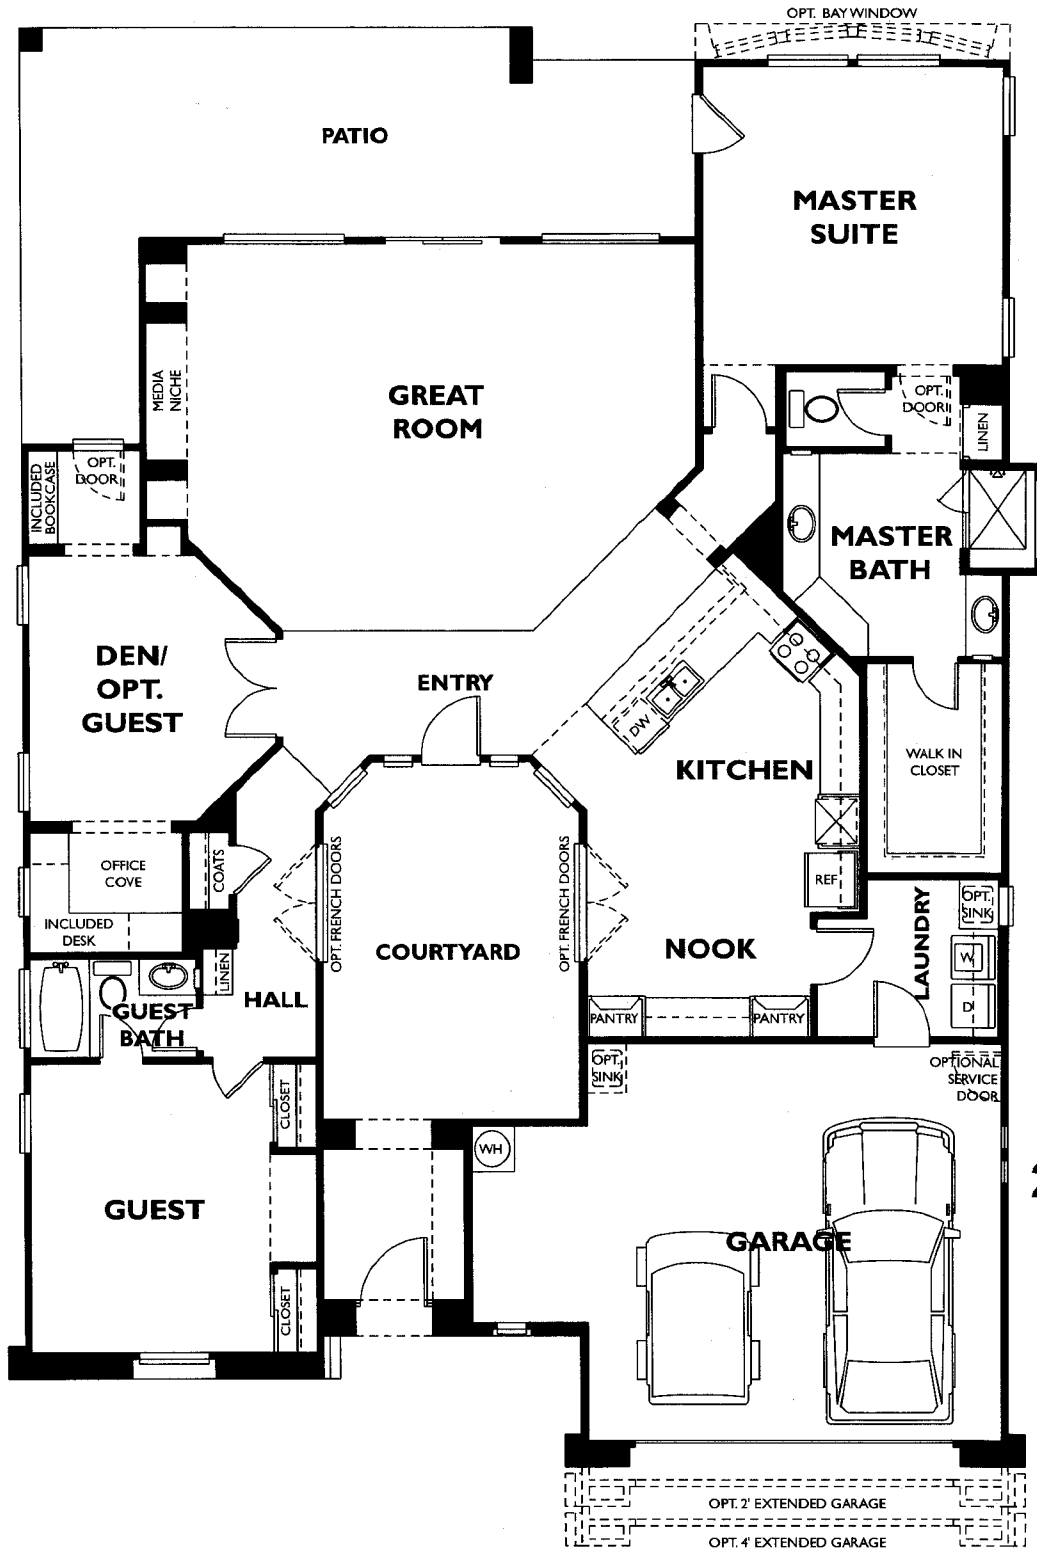 OPT. BAY WINDOW
PATIO
MASTER
SUITE
GREAT
ROOM
MEDIA
NICHE
OPT.
DOOR
LINEN
OPT.
DOOR
INCLUDED
BOOKCASE
MASTER
BATH
DEN/
OPT.
GUEST
ENTRY
DW
KITCHEN
WALK IN
CLOSET
OFFICE
COVE
COATS
INCLUDED
DESK
OPT. FRENCH DOORS
OPT. FRENCH DOORS
REF
COURTYARD
NOOK
LAUNDRY
OPT.
SINK
W
D
LINEN
HALL
GUEST
BATH
PANTRY
PANTRY
OPT.
SINK
OPTIONAL
SERVICE
DOOR
CLOSET
WH
GUEST
GARAGE
CLOSET
OPT. 2' EXTENDED GARAGE
OPT. 4' EXTENDED GARAGE